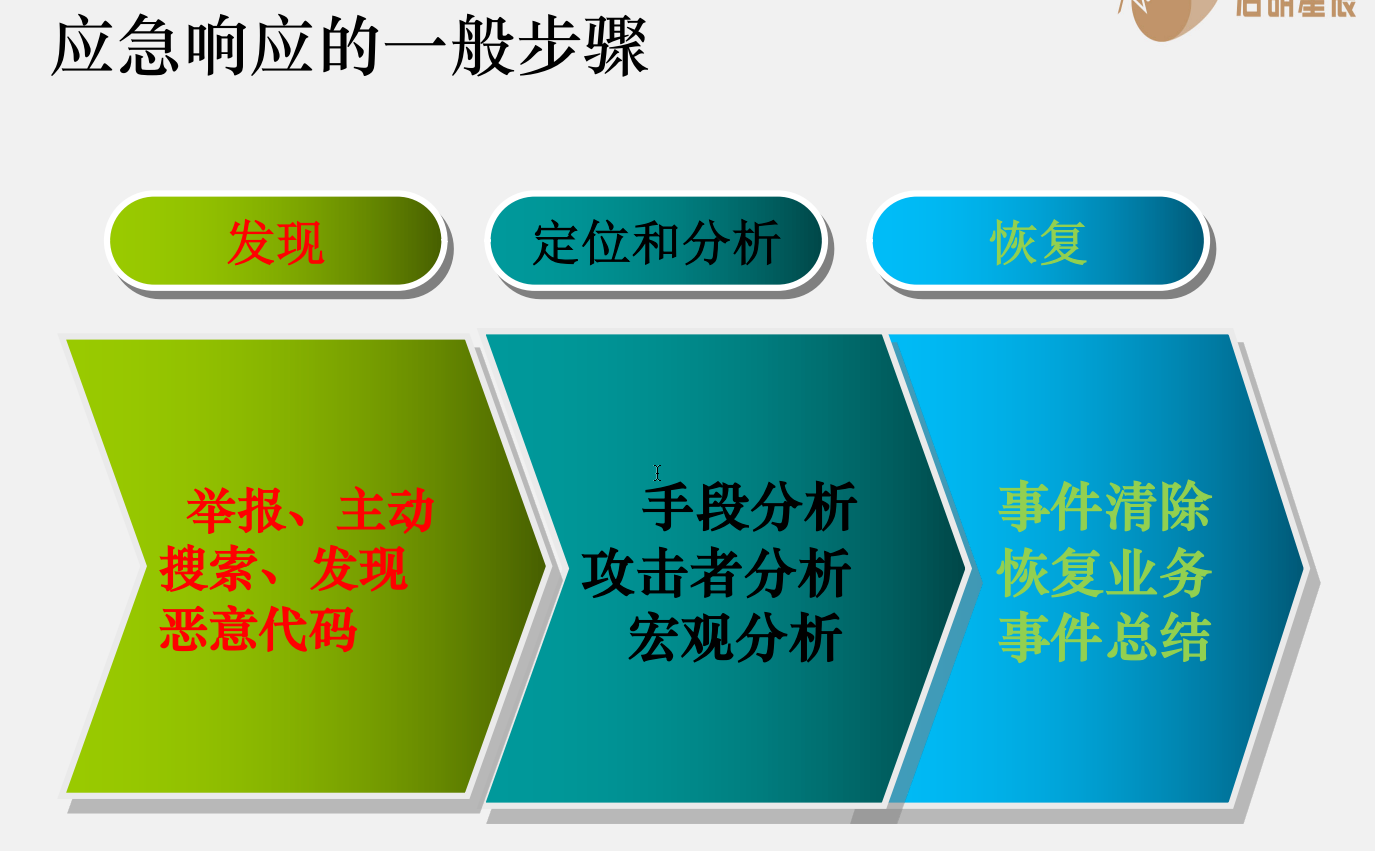 应急响应的一般步骤
发现
定位和分析
恢复
举报、主动
搜索、发现
恶意代码
手段分析
攻击者分析
宏观分析
事件清除
恢复业务
事件总结